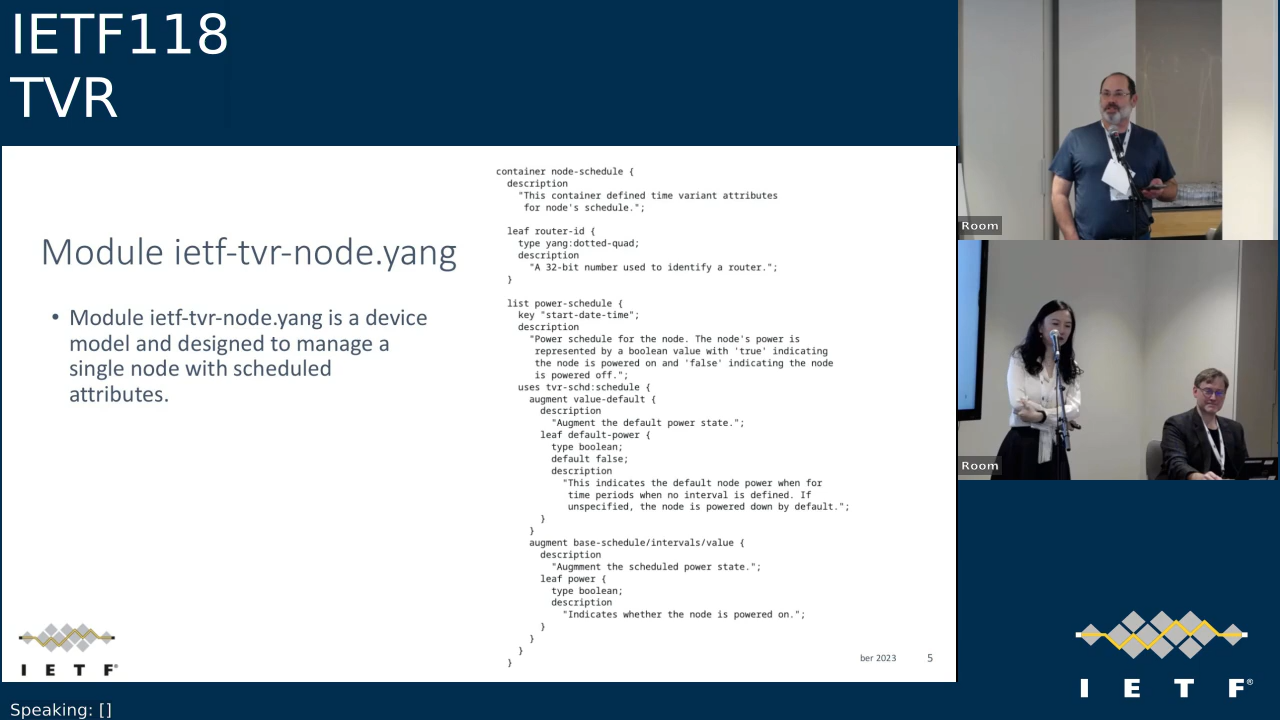 IETF118
TVR
Module ietf-tvr-node.yang
• Module ietf-tvr-node.yang is a device
model and designed to manage a
single node with scheduled
attributes.
container node-schedule {
description
"This container defined time variant attributes
for node's schedule.";
leaf router-id {
type yang:dotted-quad;
description
"A 32-bit number used to identify a router.";
}
list power-schedule {
key "start-date-time";
description
"Power schedule for the node. The node's power is
represented by a boolean value with 'true' indicating
the node is powered on and 'false' indicating the node
is powered off.";
uses tvr-schd:schedule {
augment value-default {
description
"Augment the default power state.";
leaf default-power {
type boolean;
default false;
description
"This indicates the default node power when for
time periods when no interval is defined. If
unspecified, the node is powered down by default.";
}
}
augment base-schedule/intervals/value {
description
"Augmment the scheduled power state.";
leaf power {
type boolean;
description
"Indicates whether the node is powered on.";
}
}
}
}
ber 2023 5
I E T F®
Room
Room
I E T F®
Speaking: []